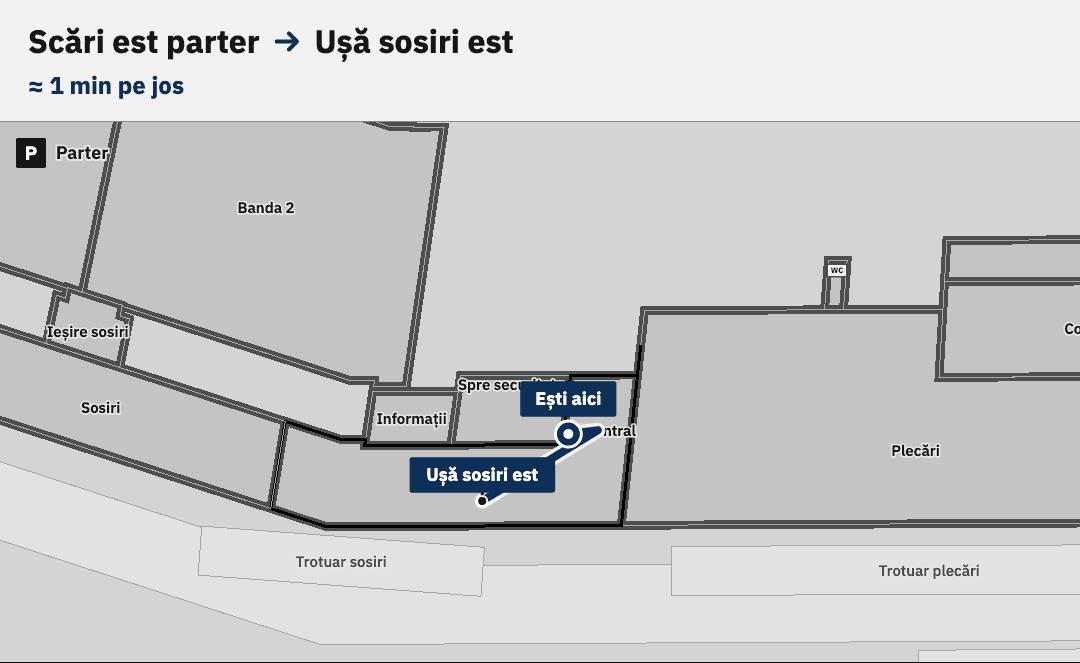 Scări est parter → Ușă sosiri est
≈ 1 min pe jos
P Parter
Banda 2
wc
Ieșire sosiri
Spre
Ești aici
Sosiri
Informații
Plecări
Ușă sosiri est
Trotuar sosiri
Trotuar plecări